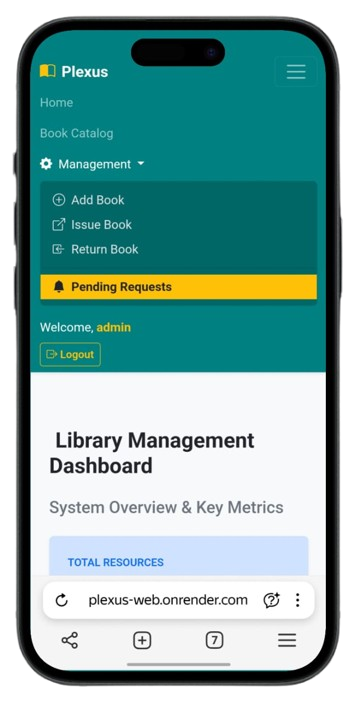 Plexus
Home
Book Catalog
Management
Add Book
Issue Book
Return Book
Pending Requests
Welcome, admin
Logout
Library Management
Dashboard
System Overview & Key Metrics
TOTAL RESOURCES
plexus-web.onrender.com
7